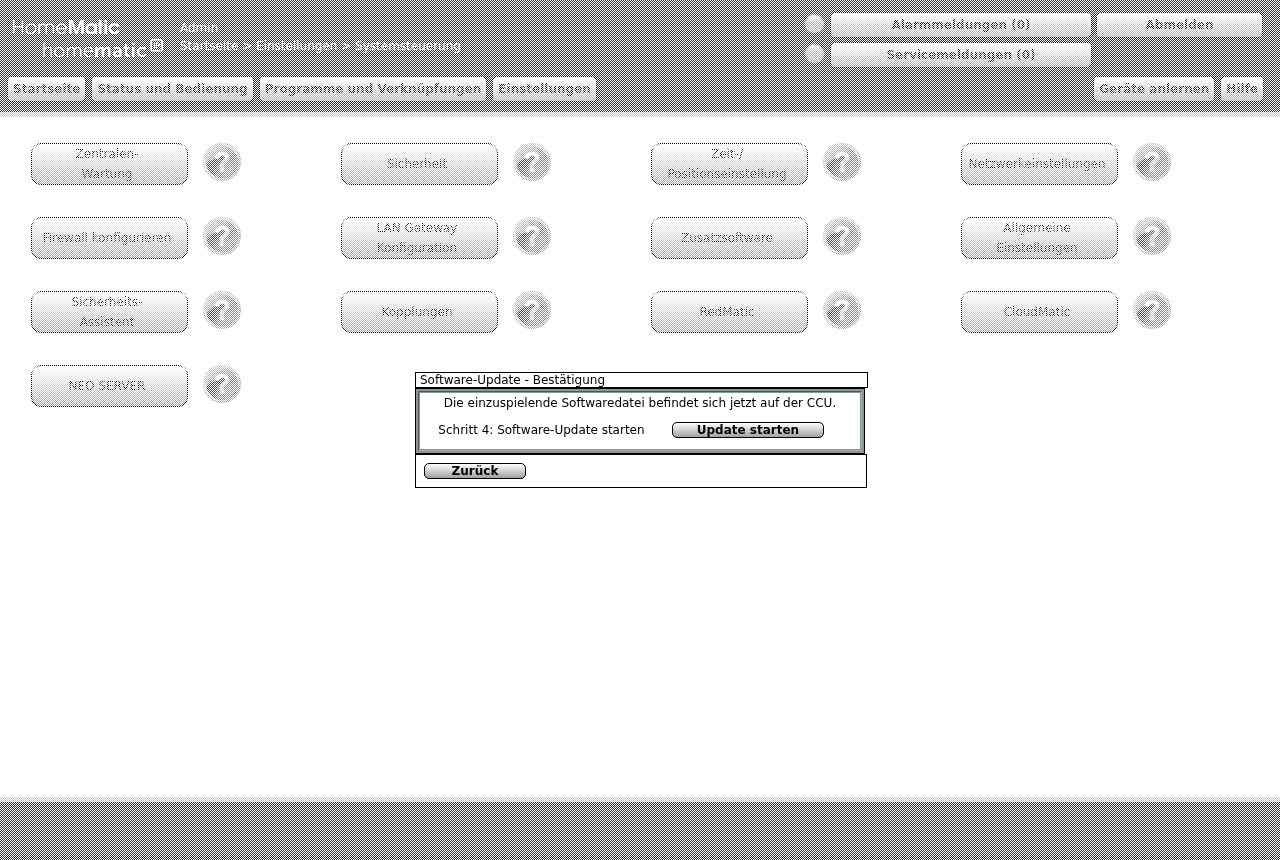 HomeMatic
homematic IP
Admin
Startseite > Einstellungen > Systemsteuerung
Alarmmeldungen (0)
Abmelden
Servicemeldungen (0)
Startseite
Status und Bedienung
Programme und Verknüpfungen
Einstellungen
Geräte anlernen
Hilfe
Zentralen-
Wartung
?
Sicherheit
?
Zeit-/
Positionseinstellung
?
Netzwerkeinstellungen
?
Firewall konfigurieren
?
LAN Gateway
Konfiguration
?
Zusatzsoftware
?
Allgemeine
Einstellungen
?
Sicherheits-
Assistent
?
Kopplungen
?
RedMatic
?
CloudMatic
?
NEO SERVER
?
Software-Update - Bestätigung
Die einzuspielende Softwaredatei befindet sich jetzt auf der CCU.
Schritt 4: Software-Update starten
Update starten
Zurück